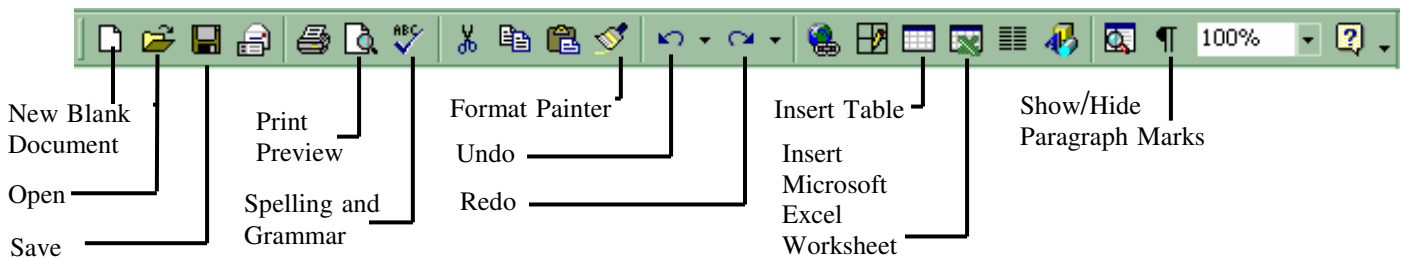 ABC
100%
New Blank
Document
Open
Save
Print
Preview
Spelling and
Grammar
Format Painter
Undo
Redo
Insert Table
Insert
Microsoft
Excel
Worksheet
Show/Hide
Paragraph Marks